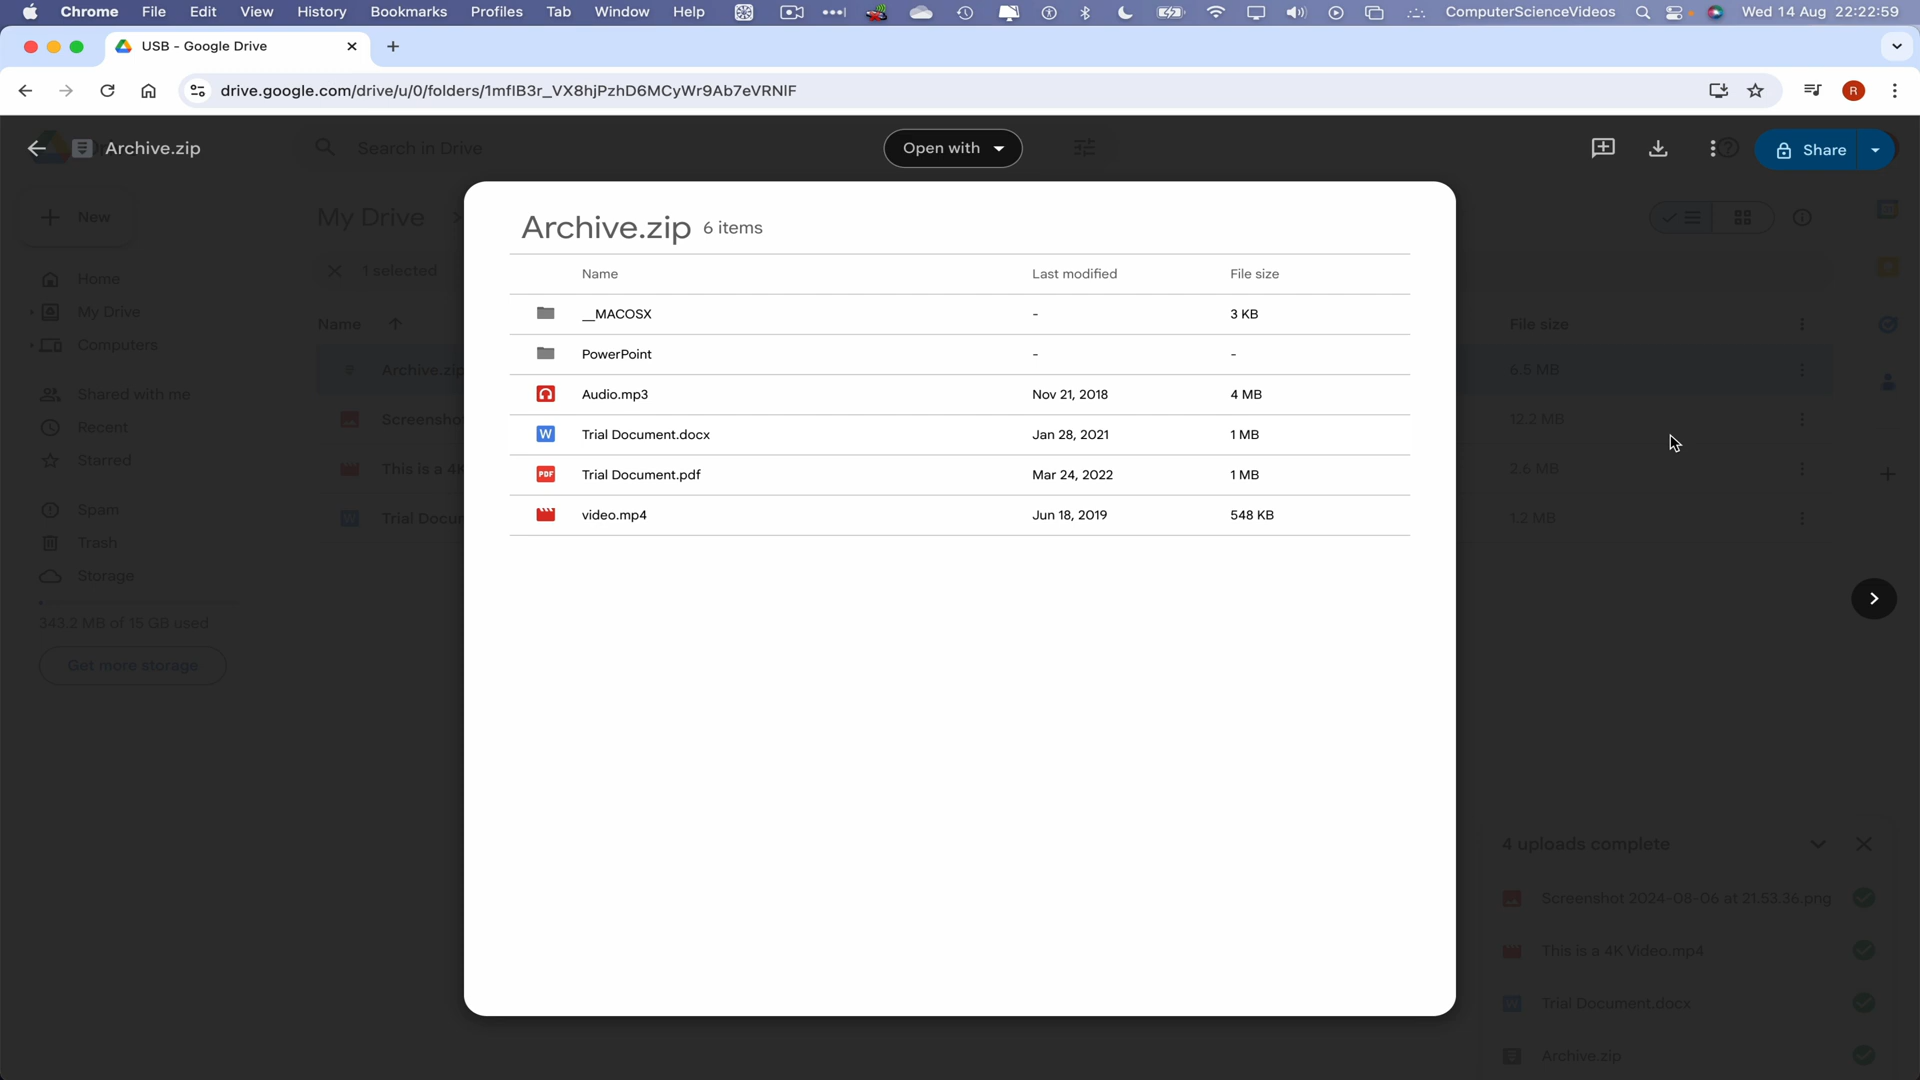 Chrome File Edit View History Bookmarks Profiles Tab Window Help ComputerScienceVideos Wed 14 Aug 22:22:59
USB - Google Drive
drive.google.com/drive/u/0/folders/1mflB3r_VX8hjPzhD6MCyWr9Ab7eVRNlF
Archive.zip Search in Drive Open with Share
New
My Drive
1 selected
Home
My Drive
Computers
Shared with me
Recent
Starred
Spam
Trash
Storage
343.2 MB of 15 GB used
Get more storage
Name File size
Archive.zip 6.5 MB
12.2 MB
This is a 4K 2.6 MB
1.2 MB
Archive.zip 6 items
Name Last modified File size
__MACOSX - 3 KB
PowerPoint - -
Audio.mp3 Nov 21, 2018 4 MB
Trial Document.docx Jan 28, 2021 1 MB
Trial Document.pdf Mar 24, 2022 1 MB
video.mp4 Jun 18, 2019 548 KB
4 uploads complete
Screenshot 2024-08-06 at 21.53.36.png
This is a 4K Video.mp4
Trial Document.docx
Archive.zip